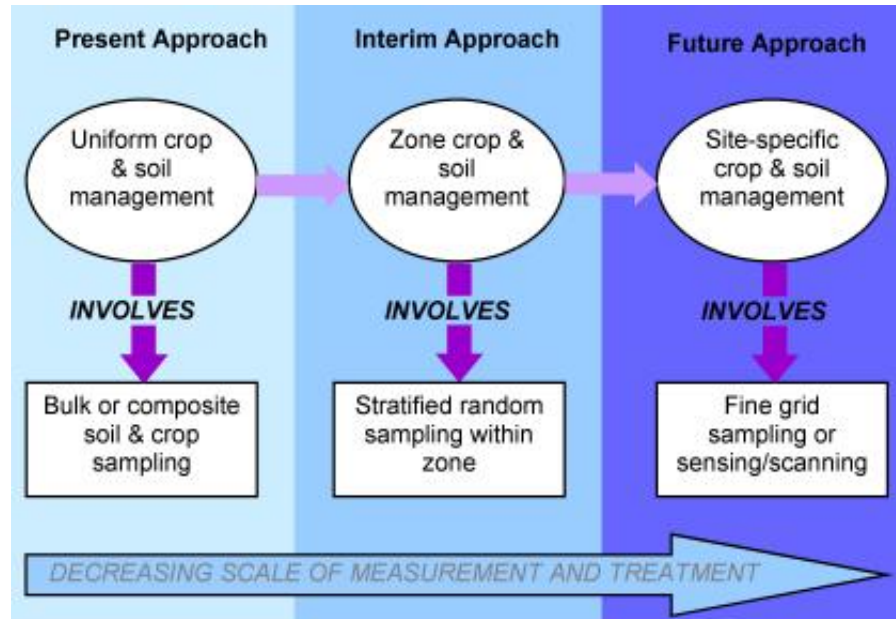 Present Approach
Interim Approach
Future Approach
Uniform crop
& soil
management
Zone crop &
soil
management
Site-specific
crop & soil
management
INVOLVES
INVOLVES
INVOLVES
Bulk or composite
soil & crop
sampling
Stratified random
sampling within
zone
Fine grid
sampling or
sensing/scanning
DECREASING SCALE OF MEASUREMENT AND TREATMENT